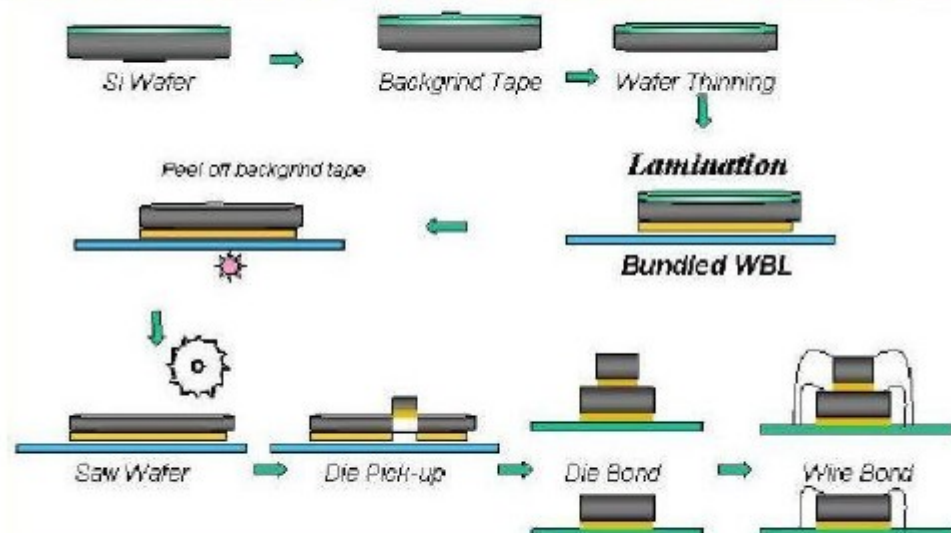 Si Wafer
Backgrind Tape
Wafer Thinning
Lamination
Peel off backgrind tape
Bundled WBL
Saw Wafer
Die Pick-up
Die Bond
Wire Bond